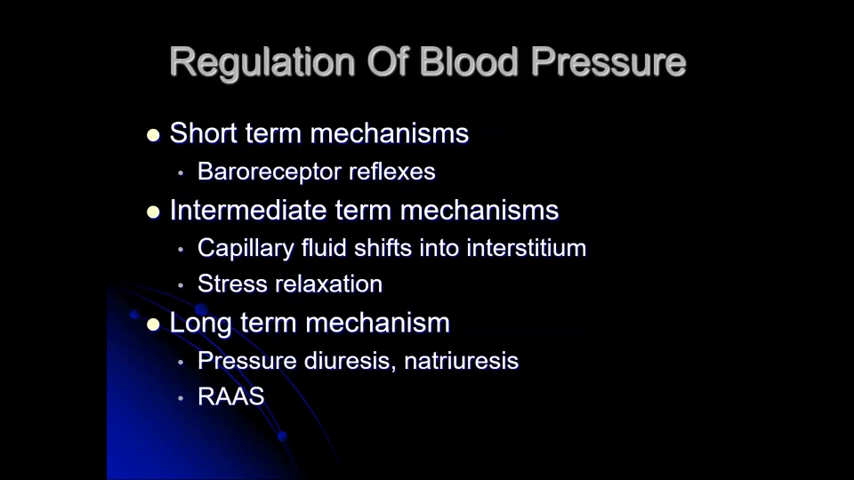 Regulation Of Blood Pressure
Short term mechanisms
Baroreceptor reflexes
Intermediate term mechanisms
Capillary fluid shifts into interstitium
Stress relaxation
Long term mechanism
Pressure diuresis, natriuresis
RAAS